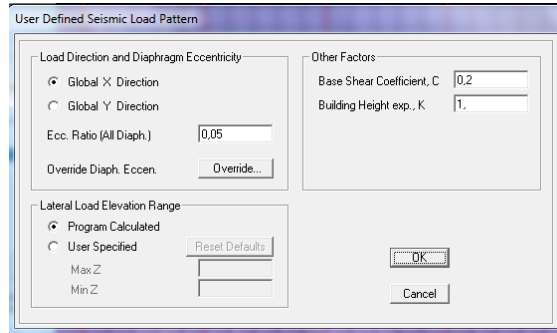 User Defined Seismic Load Pattern
Load Direction and Diaphragm Eccentricity
Global X Direction
Global Y Direction
Ecc. Ratio (All Diaph.) 0,05
Override Diaph. Eccen. Override...
Other Factors
Base Shear Coefficient, C 0,2
Building Height exp., K 1,
Lateral Load Elevation Range
Program Calculated
User Specified Reset Defaults
Max Z
Min Z
OK
Cancel